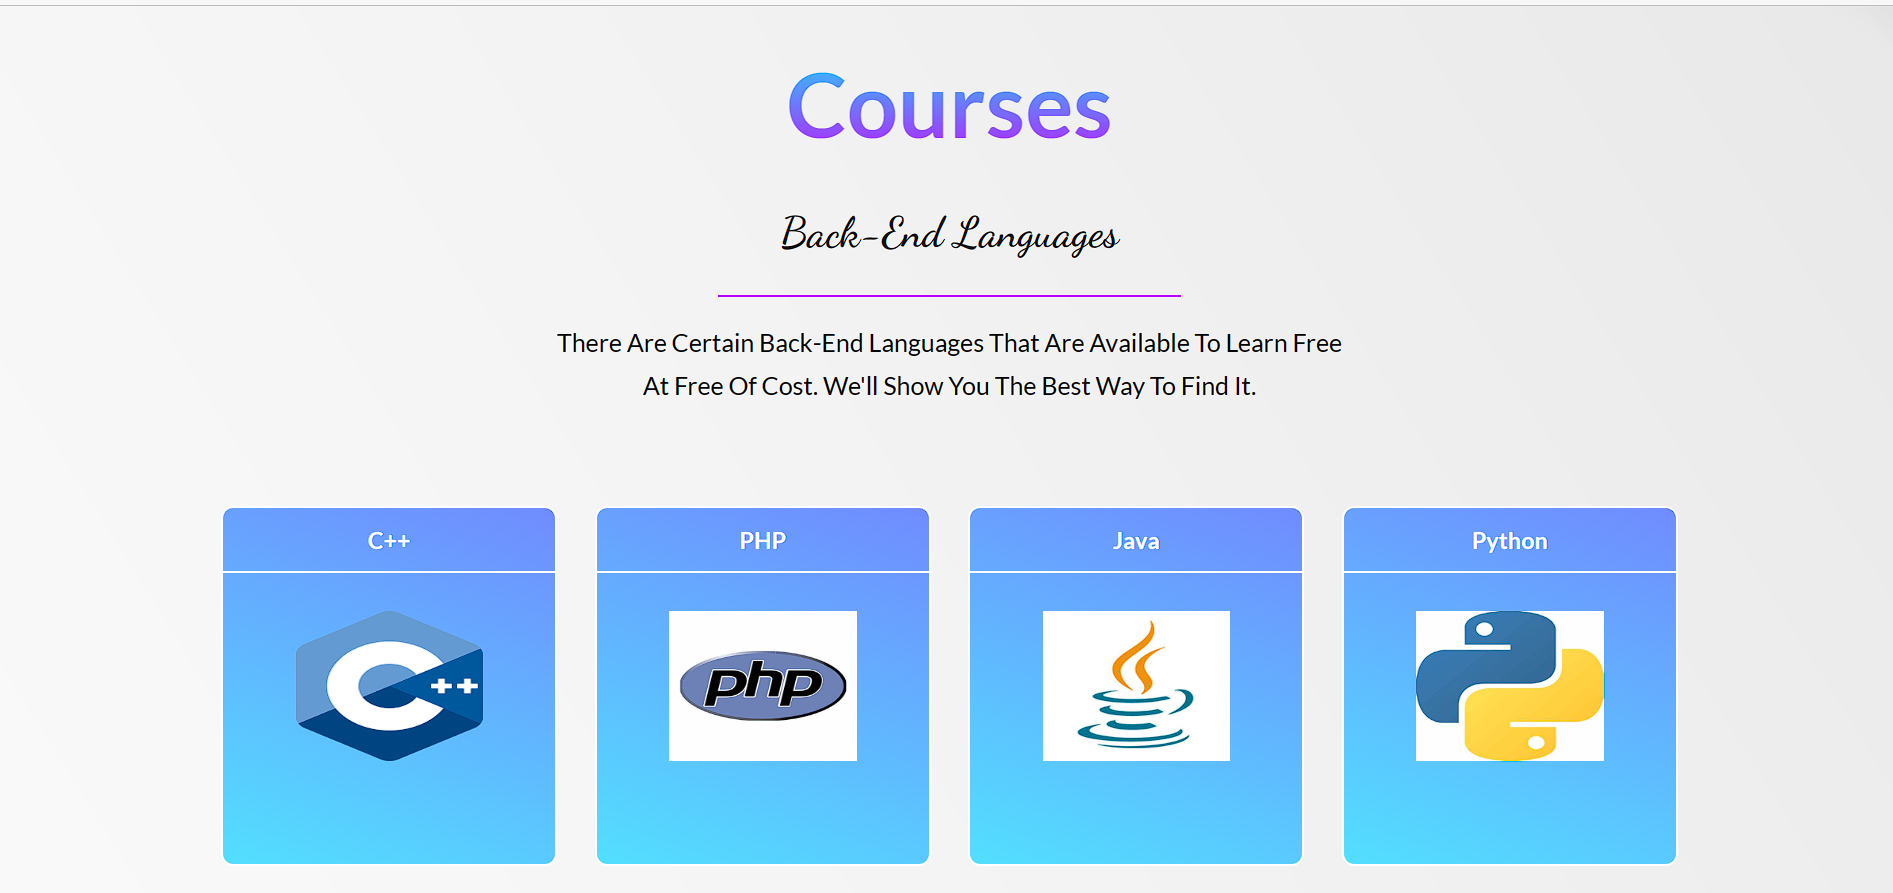 Courses
Back-End Languages
There Are Certain Back-End Languages That Are Available To Learn Free
At Free Of Cost. We'll Show You The Best Way To Find It.
C++
PHP
Java
Python
C++
php